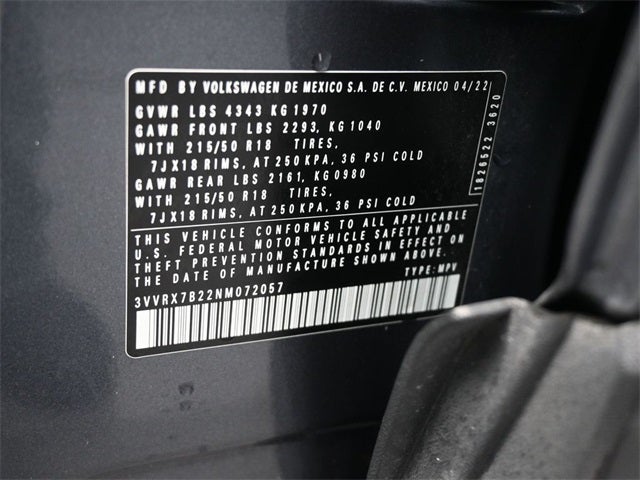 MFD BY VOLKSWAGEN DE MEXICO S.A. DE C.V. MEXICO 04/22
GVWR LBS 4343 KG 1970
GAWR FRONT LBS 2293, KG 1040
WITH 215/50 R18 TIRES,
7JX18 RIMS, AT 250 KPA, 36 PSI COLD
GAWR REAR LBS 2161, KG 0980
WITH 215/50 R18 TIRES,
7JX18 RIMS, AT 250 KPA, 36 PSI COLD
THIS VEHICLE CONFORMS TO ALL APPLICABLE
U.S. FEDERAL MOTOR VEHICLE SAFETY AND
THEFT PREVENTION STANDARDS IN EFFECT ON
THE DATE OF MANUFACTURE SHOWN ABOVE.
3VVRX7B22NM072057 TYPE: MPV
1826522 3620